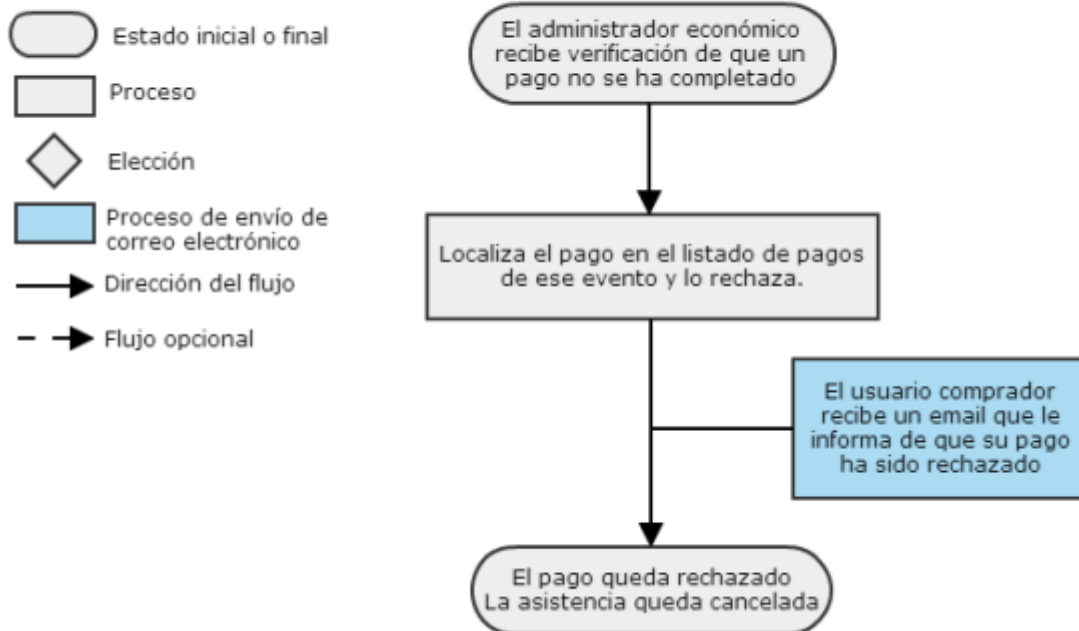 Estado inicial o final
Proceso
Elección
Proceso de envío de
correo electrónico
Dirección del flujo
Flujo opcional
El administrador económico
recibe verificación de que un
pago no se ha completado
Localiza el pago en el listado de pagos
de ese evento y lo rechaza.
El usuario comprador
recibe un email que le
informa de que su pago
ha sido rechazado
El pago queda rechazado
La asistencia queda cancelada